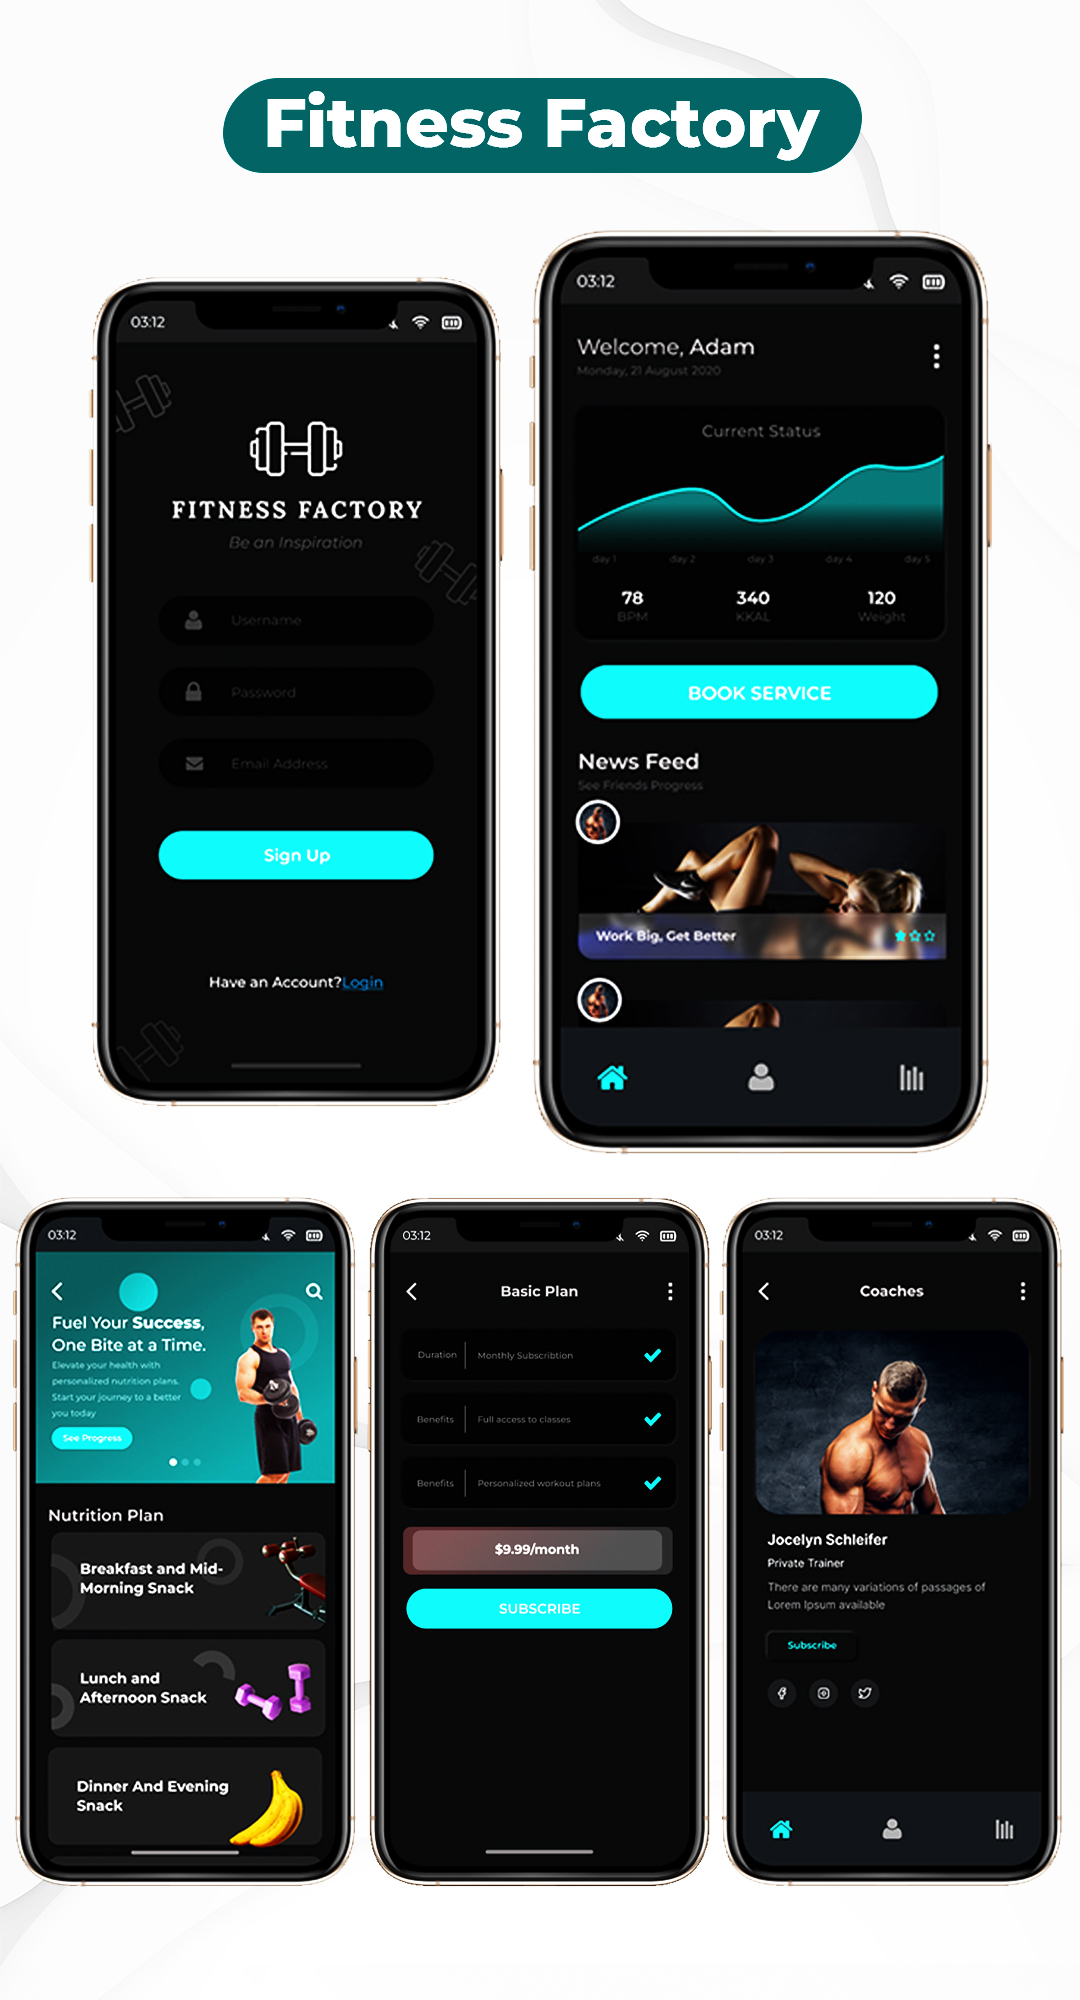 Fitness Factory
03:12
FITNESS FACTORY
Be an Inspiration
Username
Password
Email Address
Sign Up
Have an Account?Login
03:12
Welcome, Adam
Monday, 21 August 2020
Current Status
day 1 day 2 day 3 day 4 day 5
78 340 120
BPM KKAL Weight
BOOK SERVICE
News Feed
See Friends Progress
Work Big, Get Better
03:12
Fuel Your Success,
One Bite at a Time.
Elevate your health with
personalized nutrition plans.
Start your journey to a better
you today
See Progress
Nutrition Plan
Breakfast and Mid-
Morning Snack
Lunch and
Afternoon Snack
Dinner And Evening
Snack
03:12
Basic Plan
Duration Monthly Subscribtion
Benefits Full access to classes
Benefits Personalized workout plans
$9.99/month
SUBSCRIBE
03:12
Coaches
Jocelyn Schleifer
Private Trainer
There are many variations of passages of
Lorem Ipsum available
Subscribe